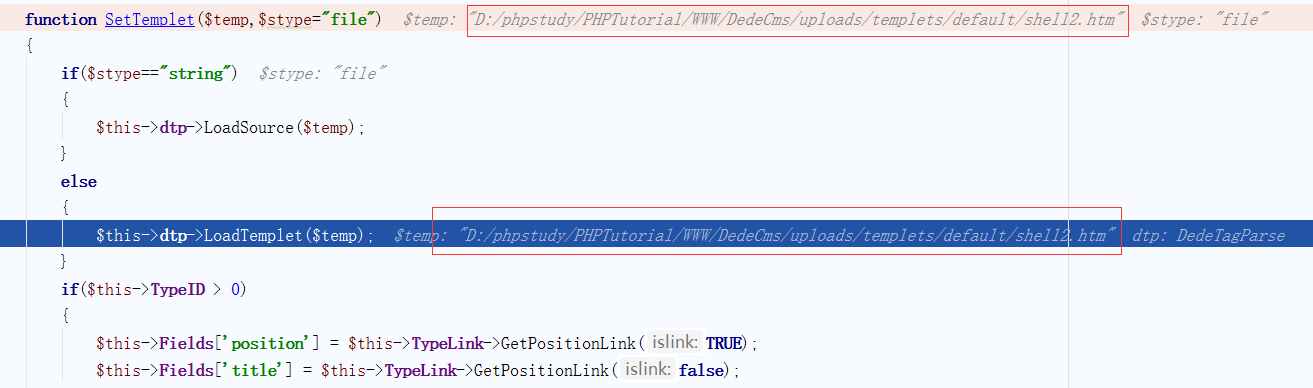 function SetTemplet($temp,$stype="file") $temp: "D:/phpstudy/PHPTutorial/WWW/DedeCms/uploads/templets/default/shell2.htm" $stype: "file"
{
if($stype=="string") $stype: "file"
{
$this->dtp->LoadSource($temp);
}
else
{
$this->dtp->LoadTemplet($temp); $temp: "D:/phpstudy/PHPTutorial/WWW/DedeCms/uploads/templets/default/shell2.htm" dtp: DedeTagParse
}
if($this->TypeID > 0)
{
$this->Fields['position'] = $this->TypeLink->GetPositionLink( islink: TRUE);
$this->Fields['title'] = $this->TypeLink->GetPositionLink( islink: false);